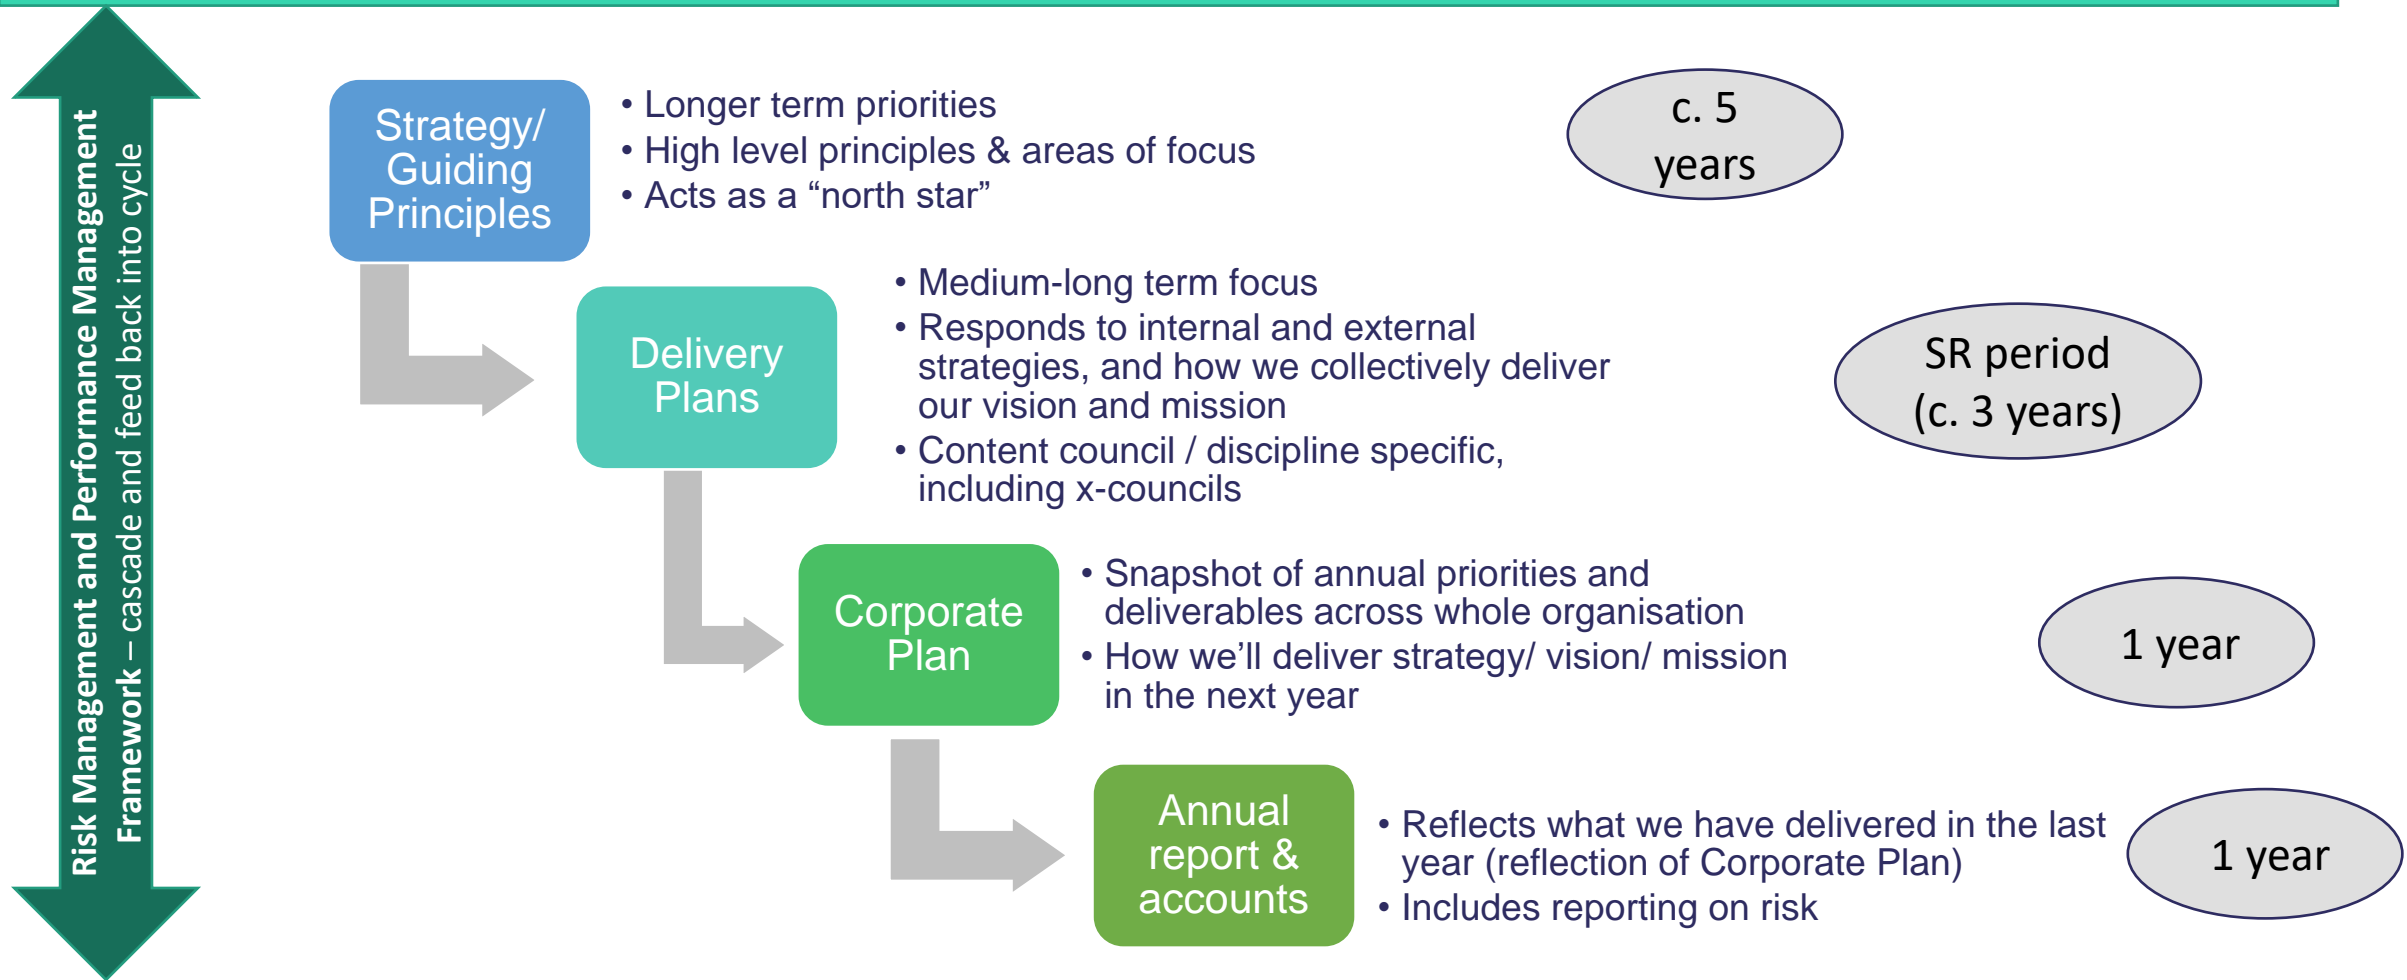 Risk Management and Performance Management
Framework – cascade and feed back into cycle
Strategy/
Guiding
Principles
• Longer term priorities
• High level principles & areas of focus
• Acts as a “north star”
c. 5
years
Delivery
Plans
• Medium-long term focus
• Responds to internal and external
strategies, and how we collectively deliver
our vision and mission
• Content council / discipline specific,
including x-councils
SR period
(c. 3 years)
Corporate
Plan
• Snapshot of annual priorities and
deliverables across whole organisation
• How we’ll deliver strategy/ vision/ mission
in the next year
1 year
Annual
report &
accounts
• Reflects what we have delivered in the last
year (reflection of Corporate Plan)
• Includes reporting on risk
1 year